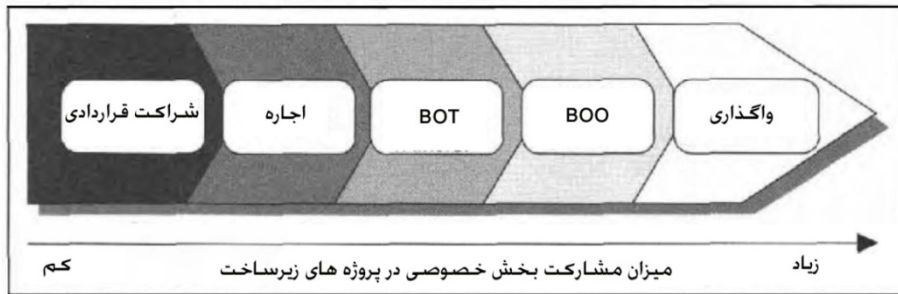 شراکت قراردادی
اجاره
BOT
BOO
واگذاری
کم
میزان مشارکت بخش خصوصی در پروژه های زیرساخت
زیاد